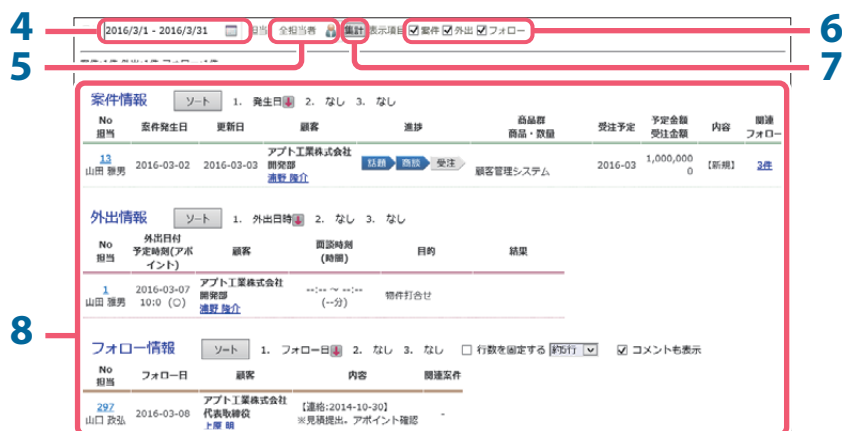 4
2016/3/1 - 2016/3/31 担当 全担当者 集計 表示項目 案件 外出 フォロー
6
5
7
案件情報 ソート 1. 発生日 2. なし 3. なし
No 担当 案件発生日 更新日 顧客 進捗 商品群 商品・数量 受注予定 予定金額 受注金額 内容 関連フォロー
13 山田 雅男 2016-03-02 2016-03-03 アプト工業株式会社 開発部 浦野 隆介 話題 商談 受注 顧客管理システム 2016-03 1,000,000 0 【新規】 3件
外出情報 ソート 1. 外出日時 2. なし 3. なし
No 担当 外出日付 予定時刻(アポイント) 顧客 面談時刻 (時間) 目的 結果
1 山田 雅男 2016-03-07 10:0 (○) アプト工業株式会社 開発部 浦野 隆介 --:-- ～ --:-- (--分) 物件打合せ
8
フォロー情報 ソート 1. フォロー日 2. なし 3. なし 行数を固定する 約5行 コメントも表示
No 担当 フォロー日 顧客 内容 関連案件
297 山口 政弘 2016-03-08 アプト工業株式会社 代表取締役 上原 明 【連絡:2014-10-30】 ※見積提出。アポイント確認 -